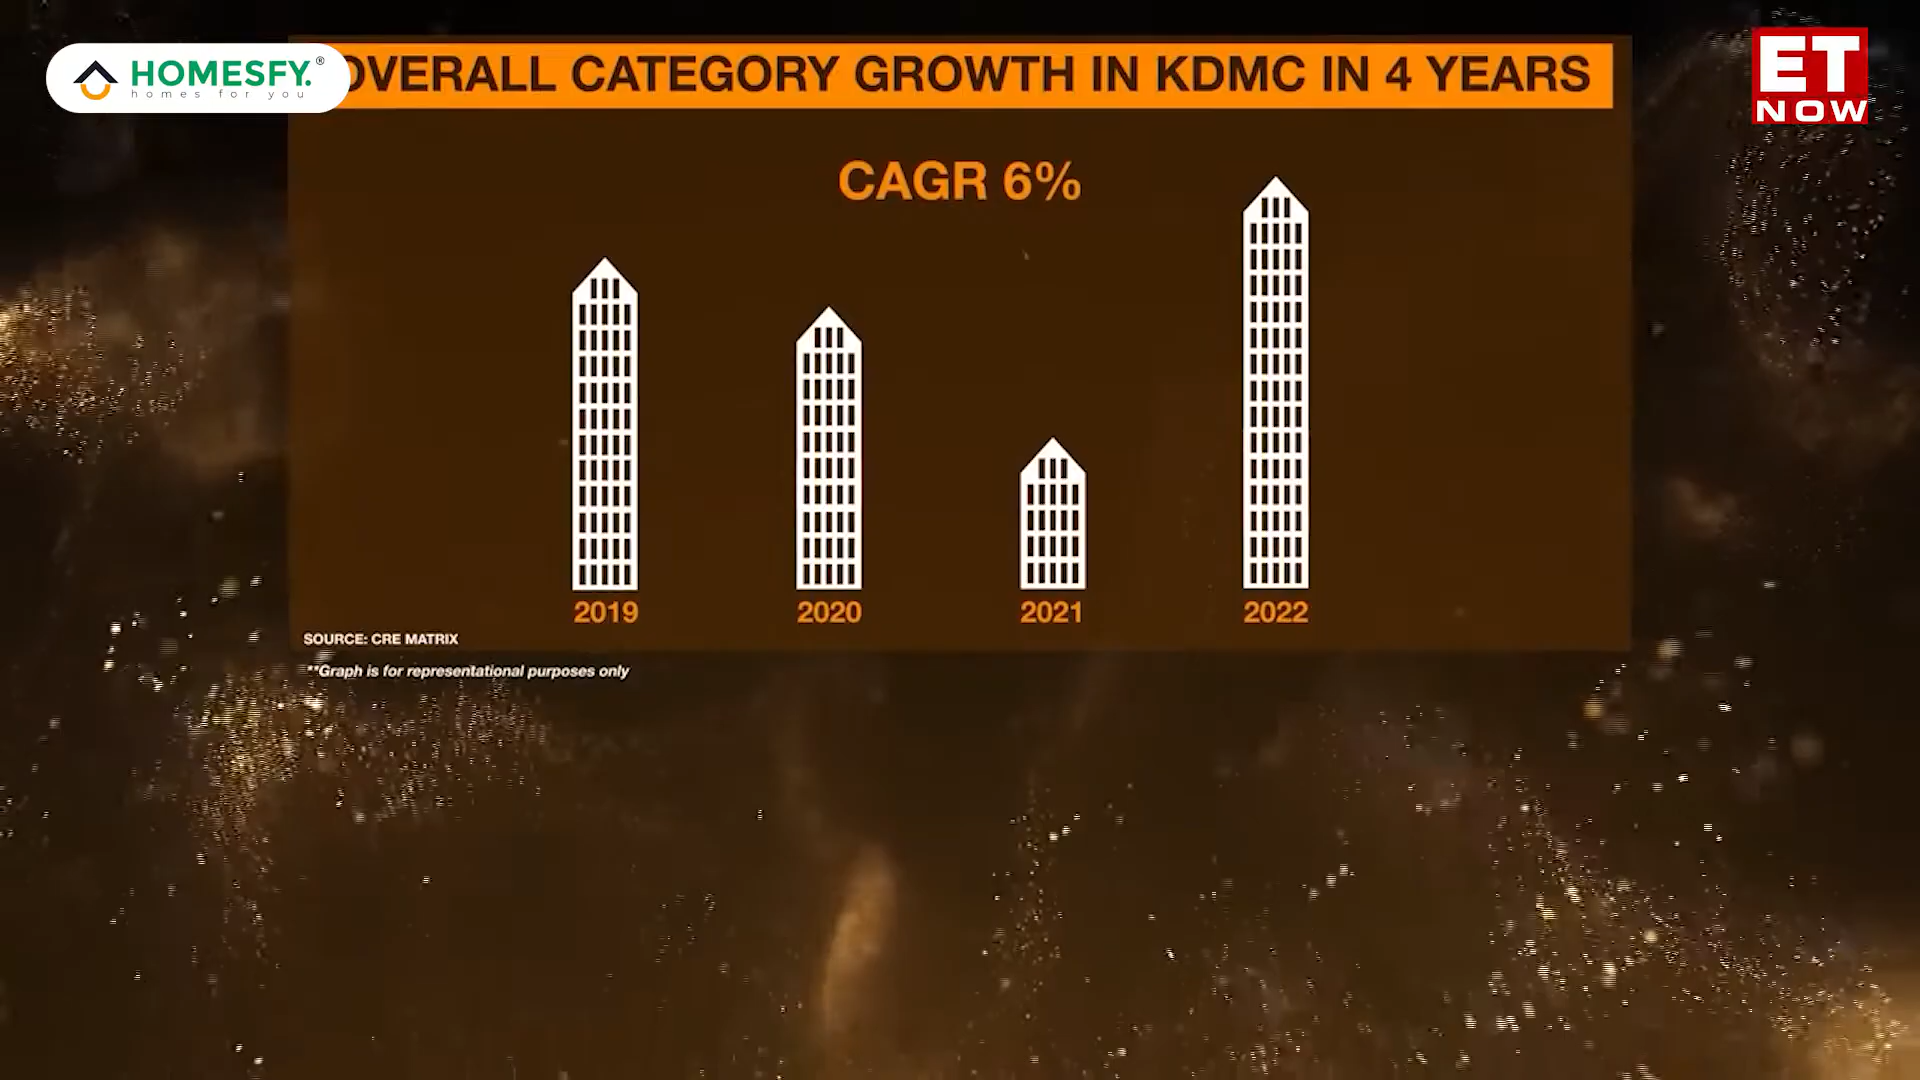 HOMESFY.®
homes for you
OVERALL CATEGORY GROWTH IN KDMC IN 4 YEARS
ET
NOW
CAGR 6%
2019
2020
2021
2022
SOURCE: CRE MATRIX
**Graph is for representational purposes only